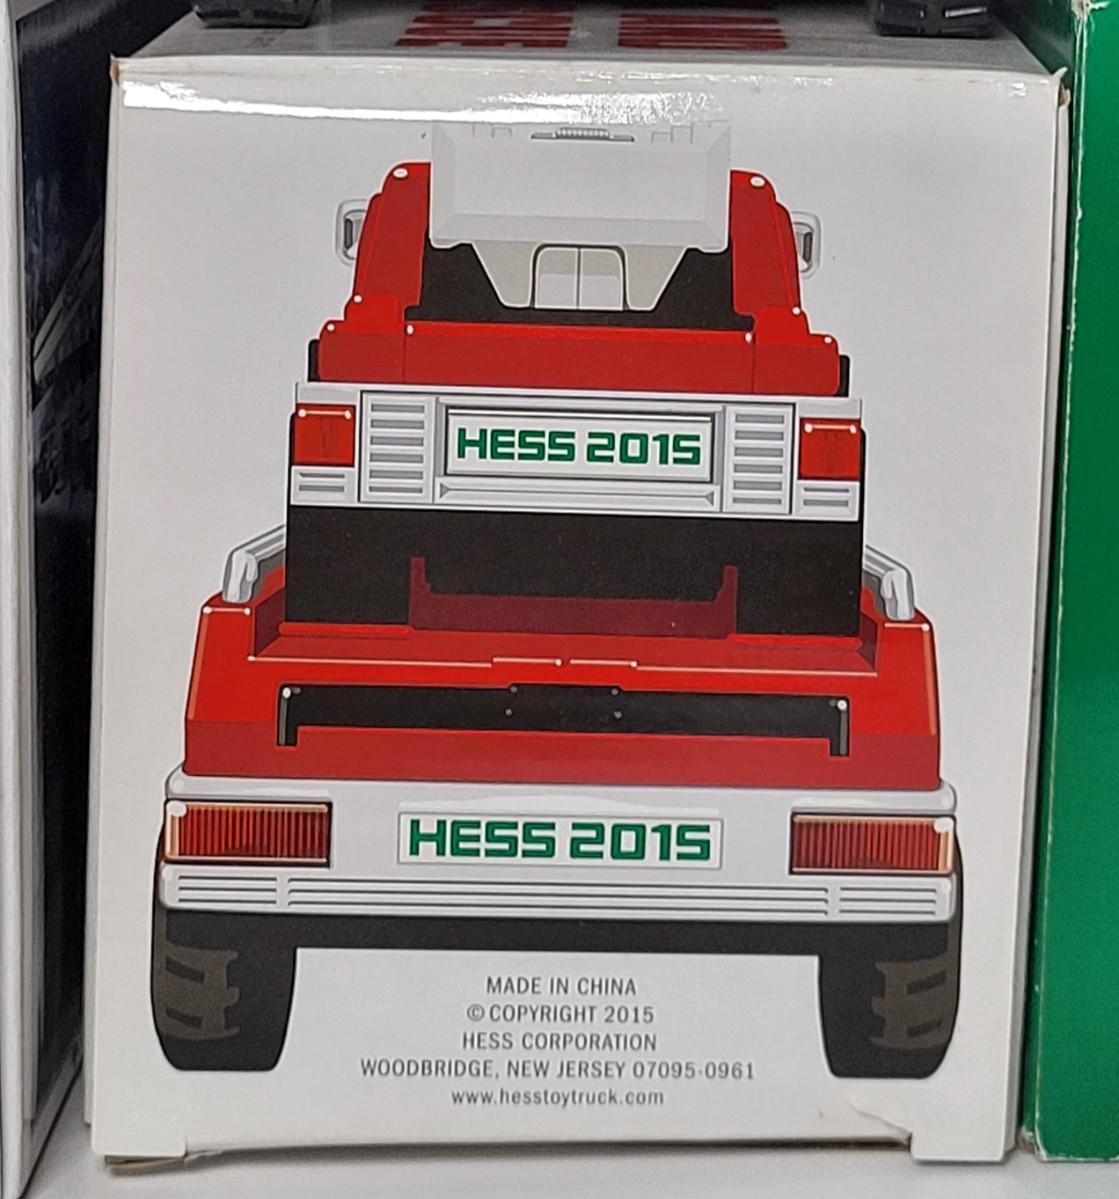 HESS 2015
HESS 2015
MADE IN CHINA
© COPYRIGHT 2015
HESS CORPORATION
WOODBRIDGE, NEW JERSEY 07095-0961
www.hesstoytruck.com